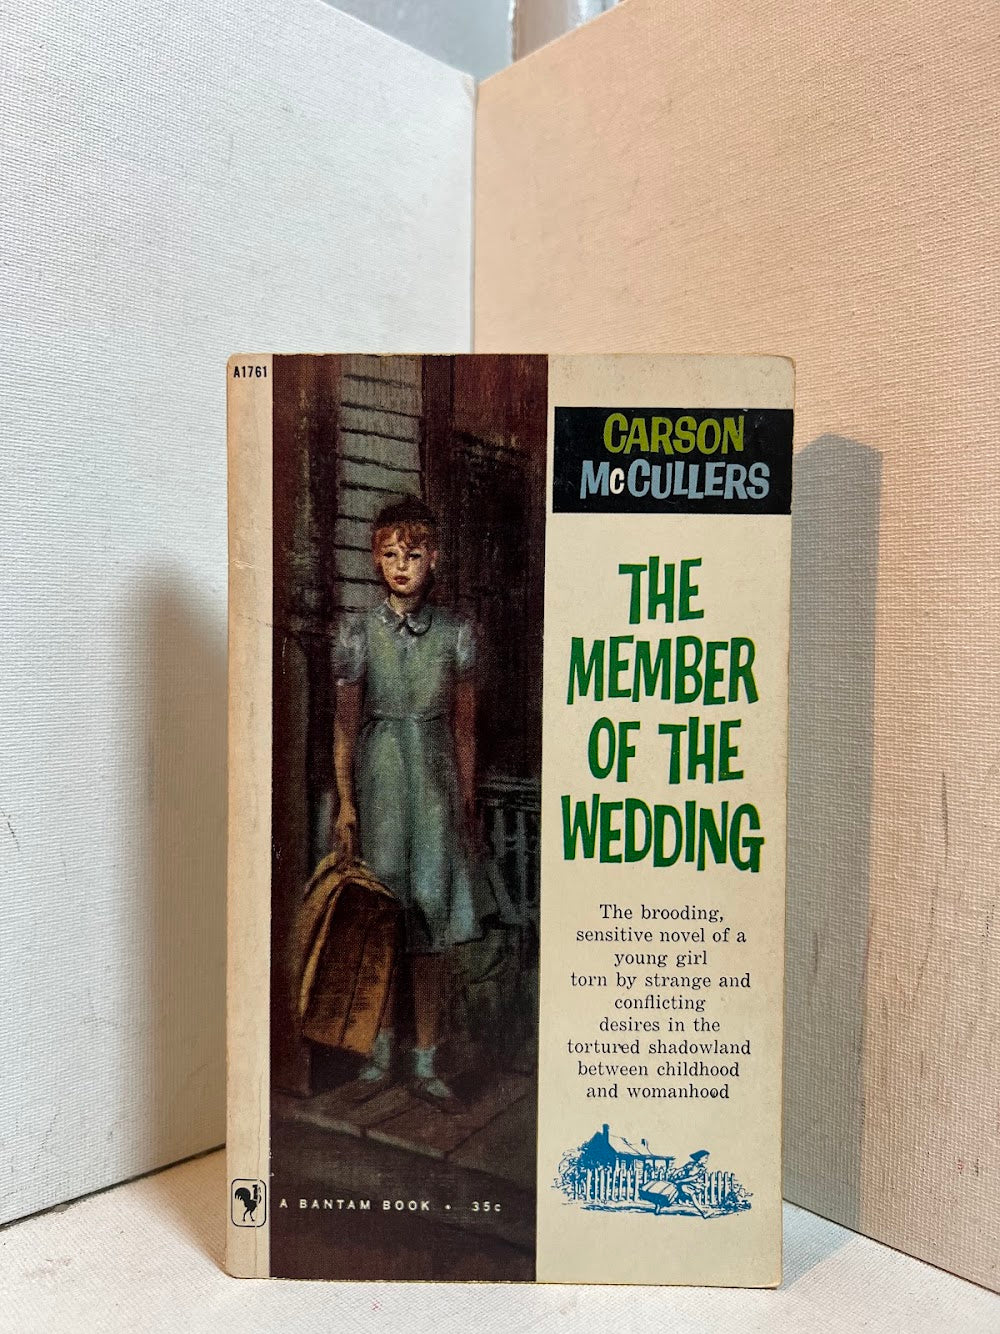 A1761
CARSON
McCULLERS
THE
MEMBER
OF THE
WEDDING
The brooding,
sensitive novel of a
young girl
torn by strange and
conflicting
desires in the
tortured shadowland
between childhood
and womanhood
A BANTAM BOOK • 35c